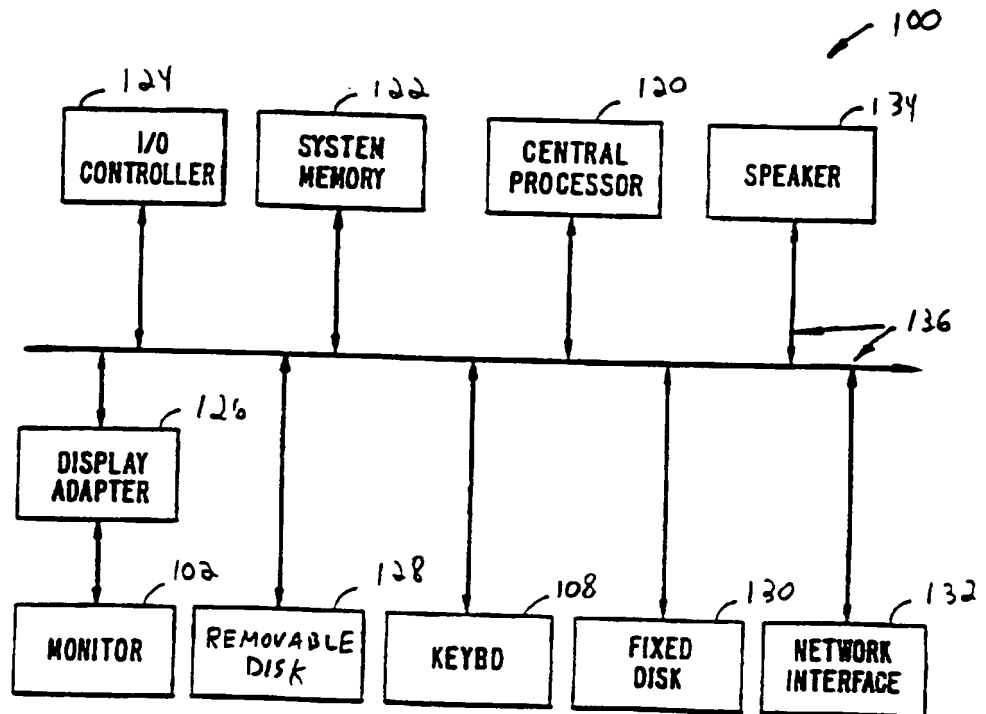 100
124
122
120
134
I/O
CONTROLLER
SYSTEM
MEMORY
CENTRAL
PROCESSOR
SPEAKER
136
126
DISPLAY
ADAPTER
102
128
108
130
132
MONITOR
REMOVABLE
DISK
KEYBD
FIXED
DISK
NETWORK
INTERFACE